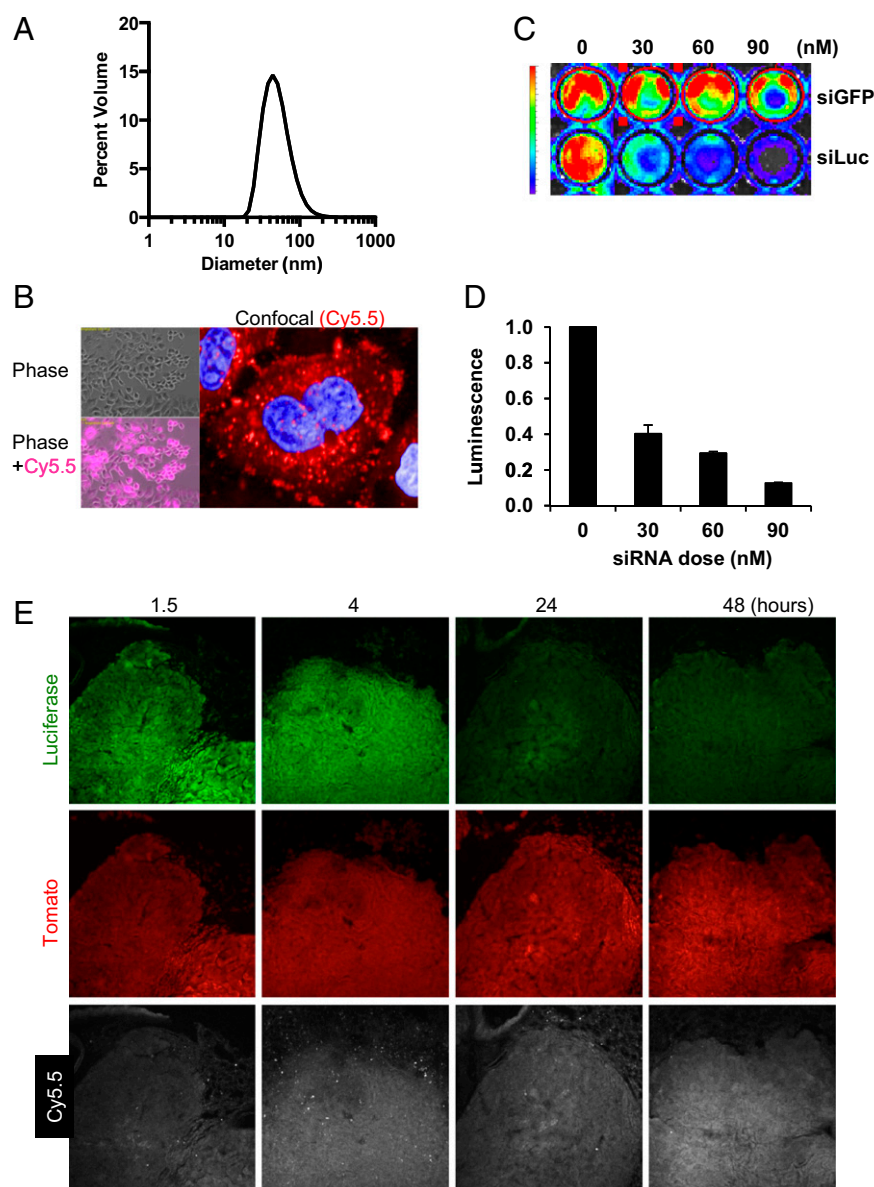 A
20
15
10
5
0
Percent Volume
1 10 100 1000
Diameter (nm)
B
Confocal (Cy5.5)
Phase
Phase
+Cy5.5
C
0 30 60 90 (nM)
siGFP
siLuc
D
1.0
0.8
0.6
0.4
0.2
0.0
Luminescence
0 30 60 90
siRNA dose (nM)
E
1.5 4 24 48 (hours)
Luciferase
Tomato
Cy5.5